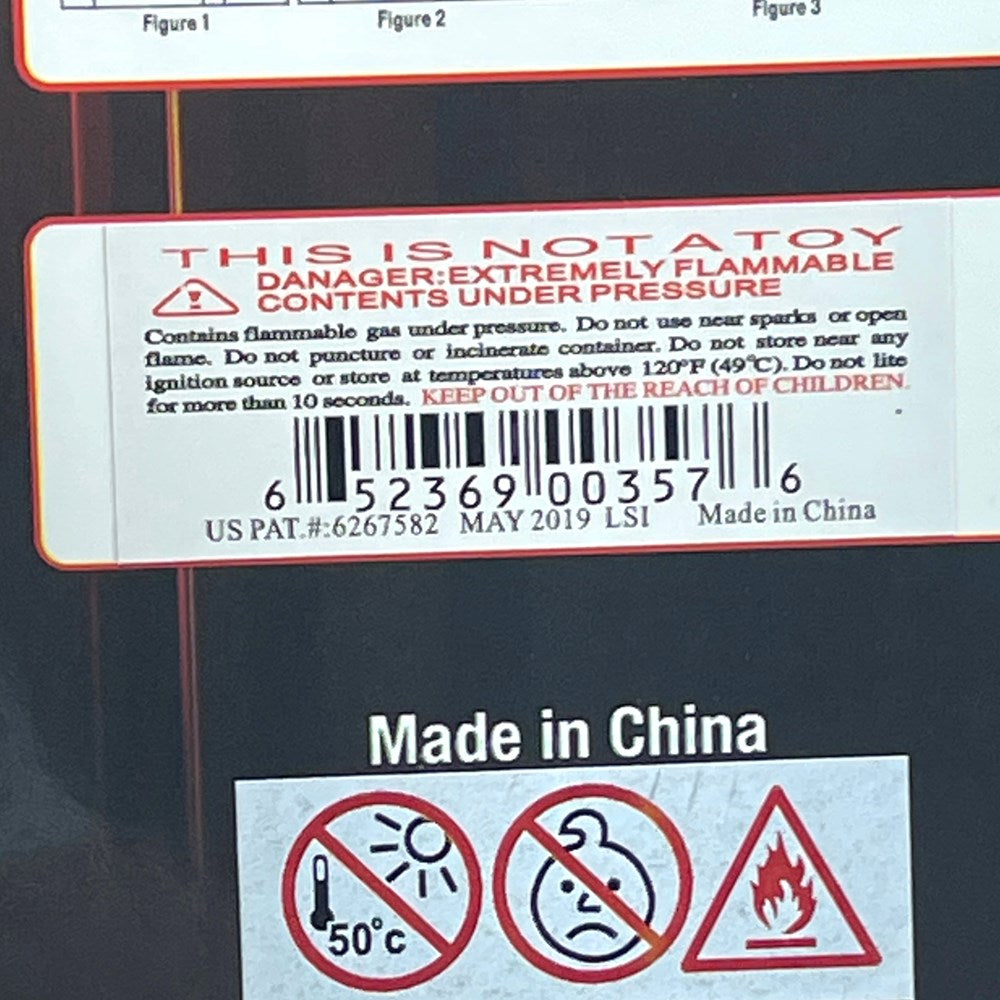 Figure 1 Figure 2 Figure 3
THIS IS NOT A TOY
DANAGER:EXTREMELY FLAMMABLE
CONTENTS UNDER PRESSURE
Contains flammable gas under pressure. Do not use near sparks or open
flame. Do not puncture or incinerate container. Do not store near any
ignition source or store at temperatures above 120°F (49°C). Do not lite
for more than 10 seconds. KEEP OUT OF THE REACH OF CHILDREN.
6 52369 00357 6
US PAT.#:6267582 MAY 2019 LSI Made in China
Made in China
50°c